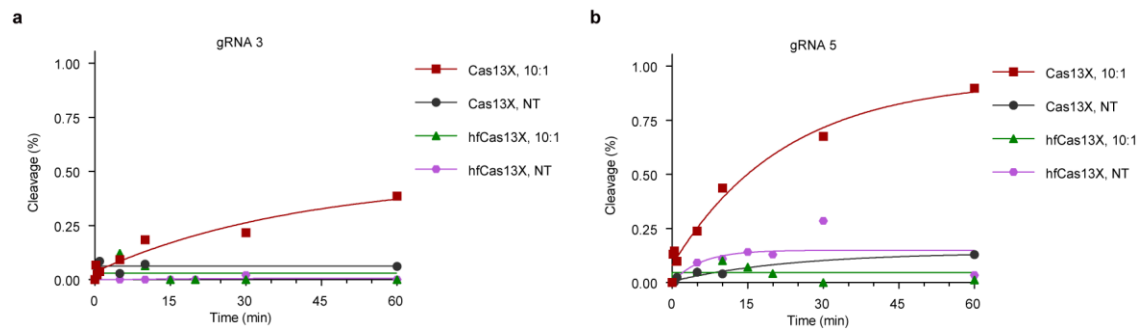 a
gRNA 3
1.00
0.75
0.50
0.25
0.00
Cleavage (%)
0
15
30
45
60
Time (min)
Cas13X, 10:1
Cas13X, NT
hfCas13X, 10:1
hfCas13X, NT
b
gRNA 5
1.00
0.75
0.50
0.25
0.00
Cleavage (%)
0
15
30
45
60
Time (min)
Cas13X, 10:1
Cas13X, NT
hfCas13X, 10:1
hfCas13X, NT